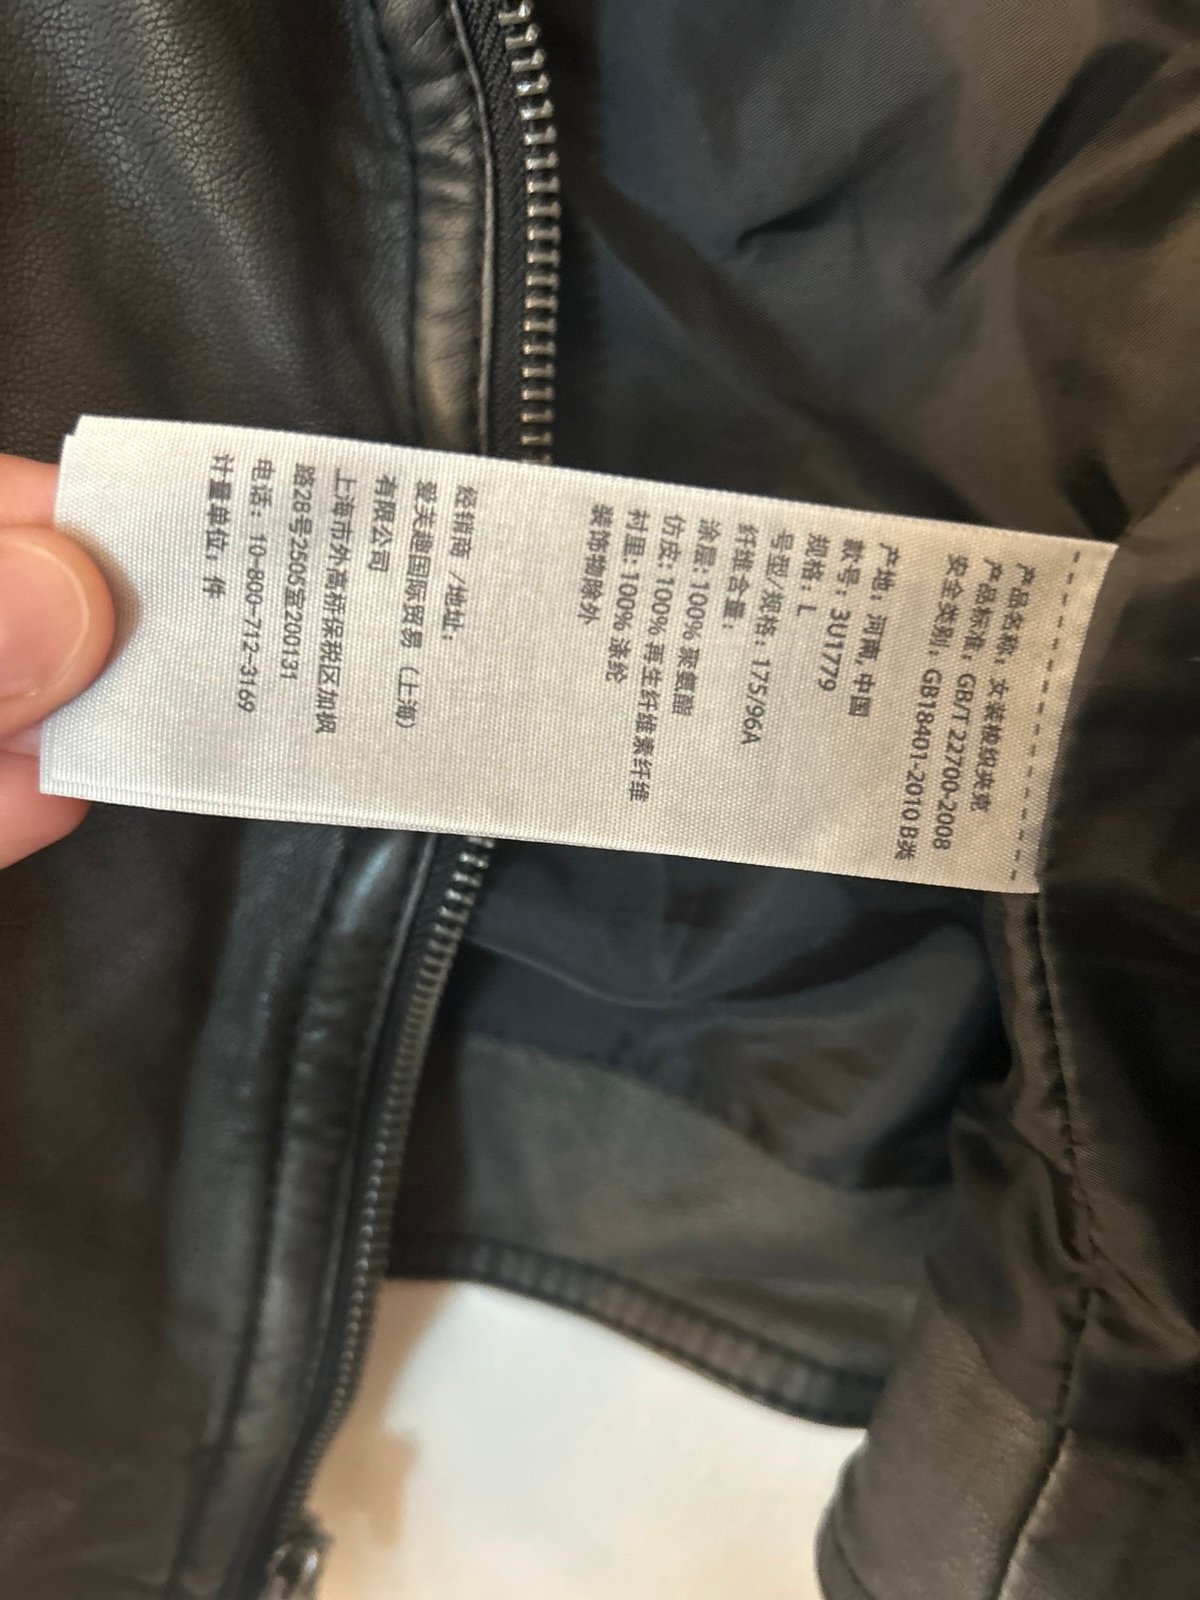 产品名称: 女装梭织夹克
产品标准: GB/T 22700-2008
安全类别: GB18401-2010 B类
产地: 河南, 中国
款号: 3U1779
规格: L
号型/规格: 175/96A
纤维含量:
涂层: 100% 聚氨酯
仿皮: 100% 再生纤维素纤维
衬里: 100% 涤纶
装饰物除外
经销商 /地址:
爱芙趣国际贸易 (上海)
有限公司
上海市外高桥保税区加枫
路28号2505室200131
电话: 10-800-712-3169
计量单位: 件